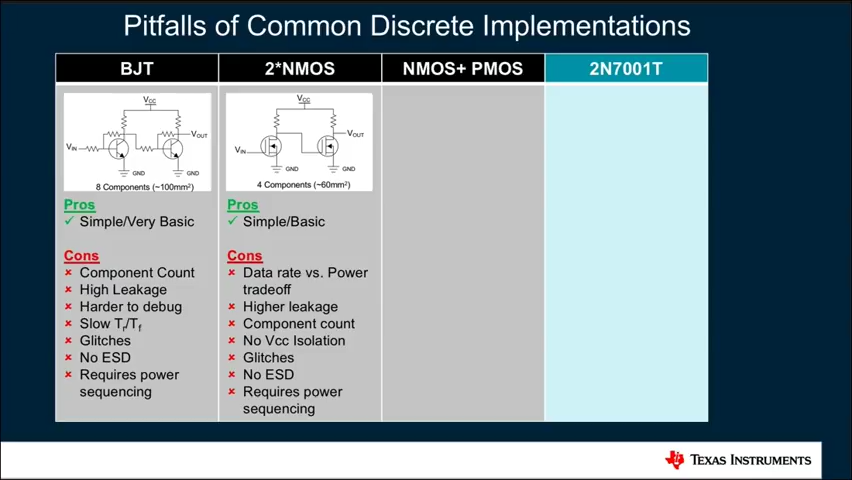 Pitfalls of Common Discrete Implementations
BJT
2*NMOS
NMOS+ PMOS
2N7001T
VCC
VIN
VOUT
GND
GND
8 Components (~100mm²)
Pros
✓ Simple/Very Basic
Cons
× Component Count
× High Leakage
× Harder to debug
× Slow Tr/Tf
× Glitches
× No ESD
× Requires power
sequencing
VCC
VIN
VOUT
GND
GND
4 Components (~60mm²)
Pros
✓ Simple/Basic
Cons
× Data rate vs. Power
tradeoff
× Higher leakage
× Component count
× No Vcc Isolation
× Glitches
× No ESD
× Requires power
sequencing
TEXAS INSTRUMENTS